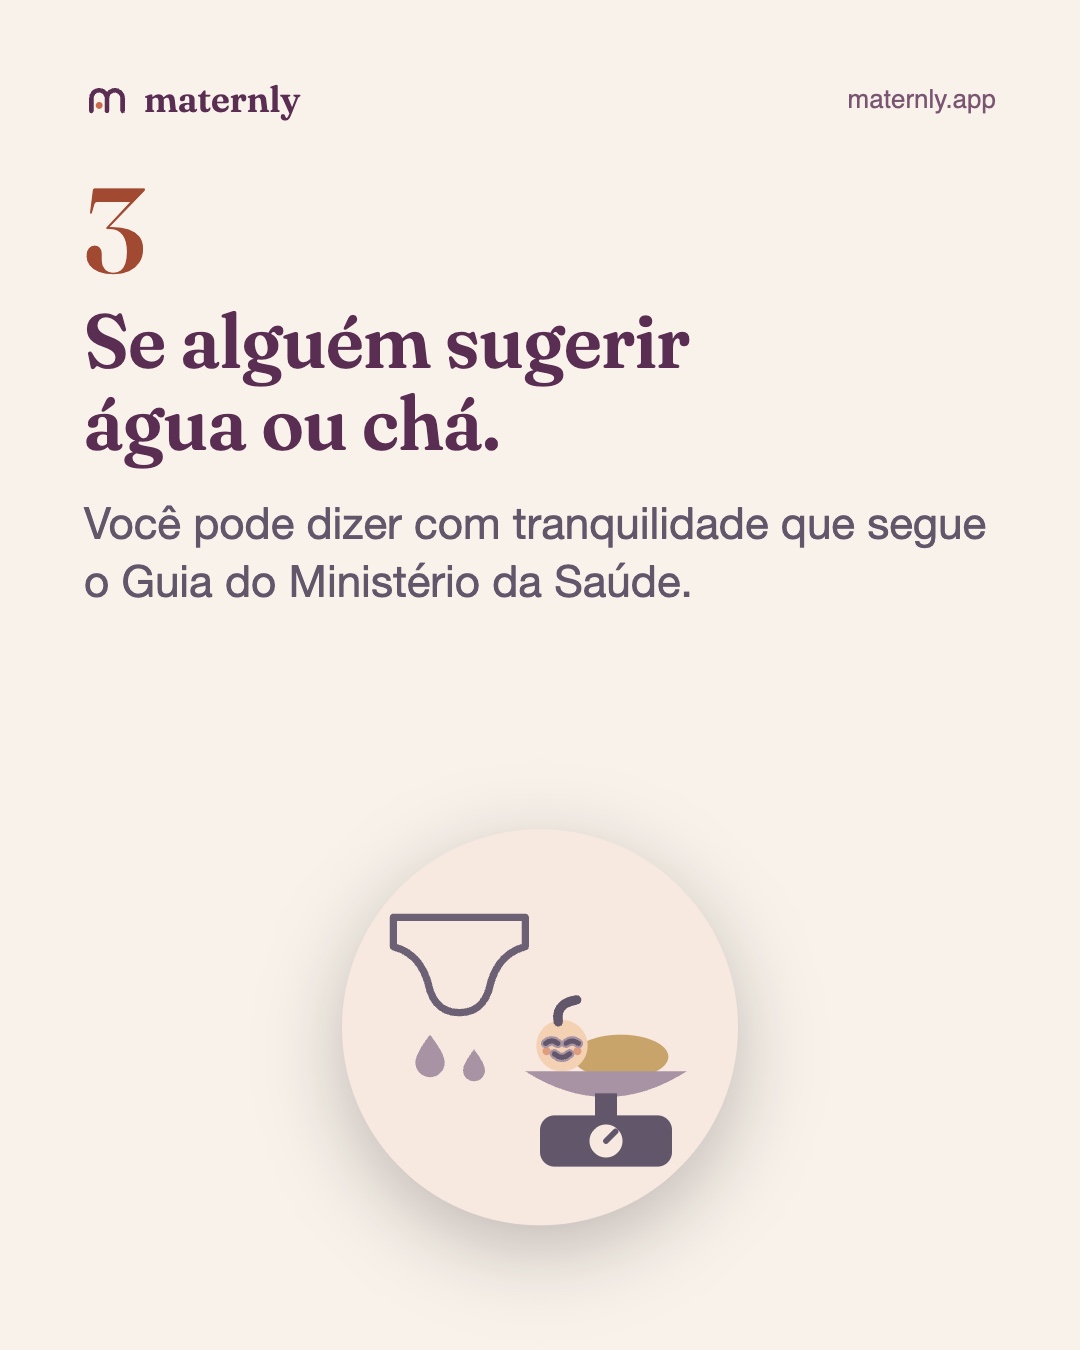 maternly
maternly.app
3
Se alguém sugerir
água ou chá.
Você pode dizer com tranquilidade que segue
o Guia do Ministério da Saúde.